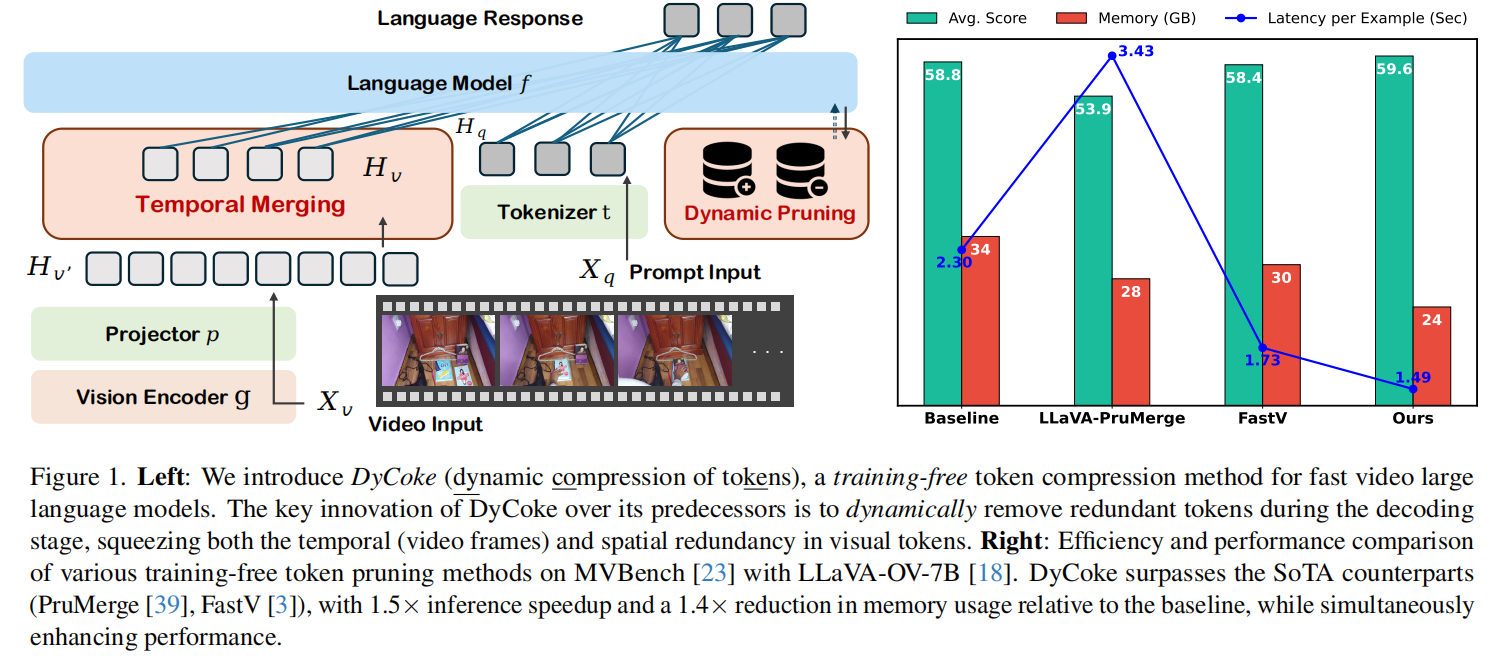 Language Response
Language Model f
H_q
H_v
Temporal Merging
Tokenizer t
Dynamic Pruning
H_v'
X_q Prompt Input
Projector p
Vision Encoder g
X_v
. . .
Video Input
Avg. Score
Memory (GB)
Latency per Example (Sec)
58.8
34
2.30
53.9
28
3.43
58.4
30
1.73
59.6
24
1.49
Baseline
LLaVA-PruMerge
FastV
Ours
Figure 1. Left: We introduce DyCoke (dynamic compression of tokens), a training-free token compression method for fast video large
language models. The key innovation of DyCoke over its predecessors is to dynamically remove redundant tokens during the decoding
stage, squeezing both the temporal (video frames) and spatial redundancy in visual tokens. Right: Efficiency and performance comparison
of various training-free token pruning methods on MVBench [23] with LLaVA-OV-7B [18]. DyCoke surpasses the SoTA counterparts
(PruMerge [39], FastV [3]), with 1.5× inference speedup and a 1.4× reduction in memory usage relative to the baseline, while simultaneously
enhancing performance.